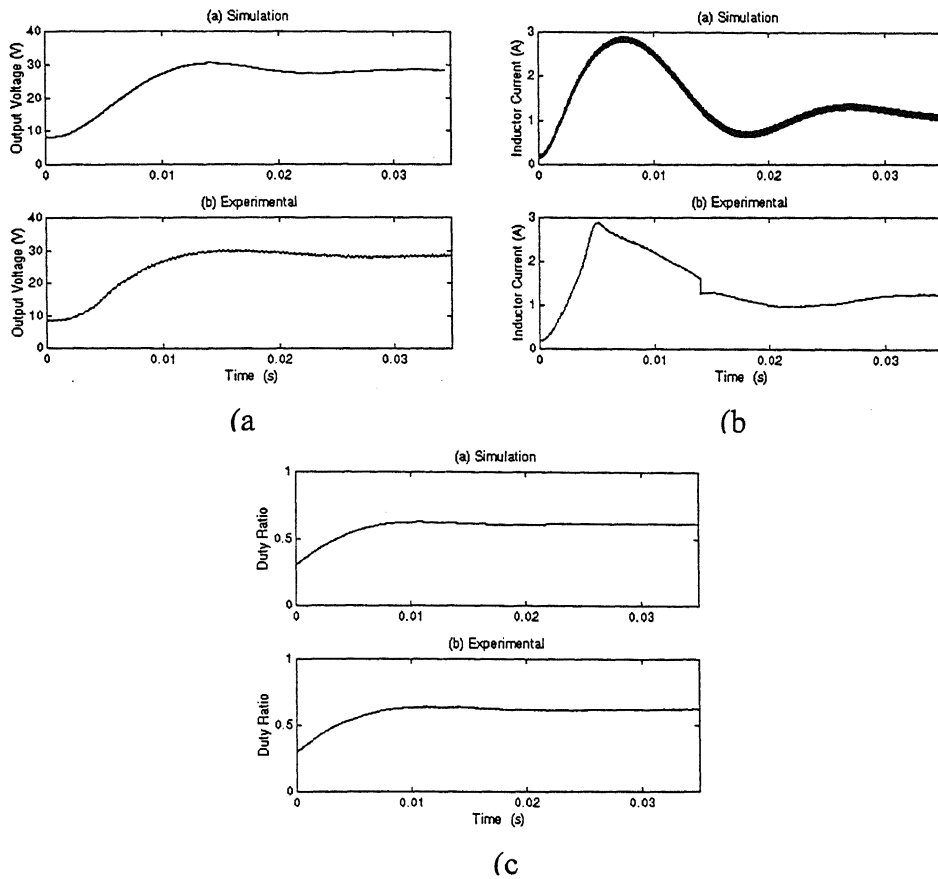 (a) Simulation
Output Voltage (V)
40
30
20
10
0
0 0.01 0.02 0.03
(b) Experimental
Output Voltage (V)
40
30
20
10
0
0 0.01 0.02 0.03
Time (s)
(a
(a) Simulation
Inductor Current (A)
3
2
1
0
0 0.01 0.02 0.03
(b) Experimental
Inductor Current (A)
3
2
1
0
0 0.01 0.02 0.03
Time (s)
(b
(a) Simulation
Duty Ratio
1
0.5
0
0 0.01 0.02 0.03
(b) Experimental
Duty Ratio
1
0.5
0
0 0.01 0.02 0.03
Time (s)
(c